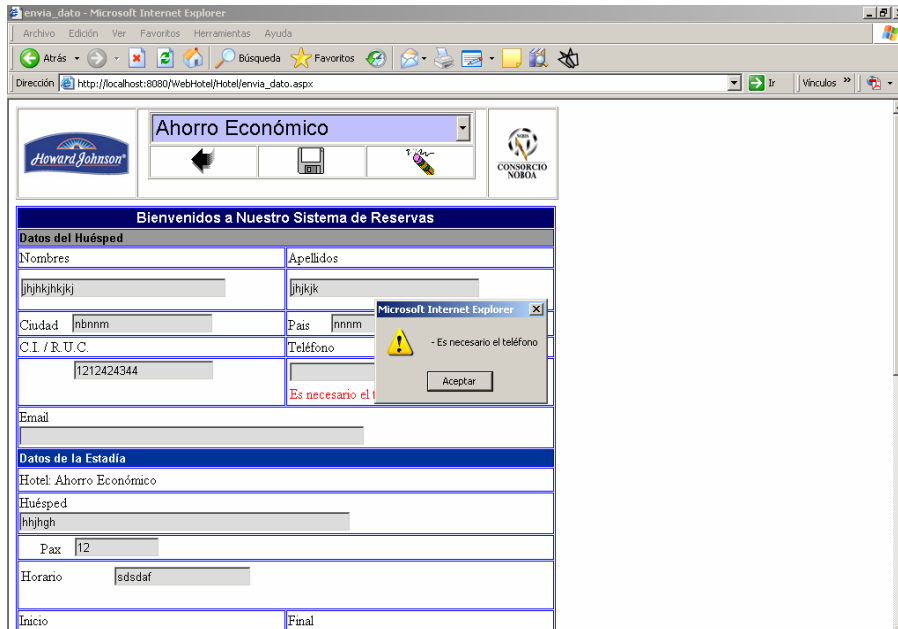 envia_dato - Microsoft Internet Explorer
Archivo Edición Ver Favoritos Herramientas Ayuda
Atrás Búsqueda Favoritos
Dirección http://localhost:8080/WebHotel/Hotel/envia_dato.aspx Ir Vínculos »
Howard Johnson®
Ahorro Económico
CONSORCIO
NOBOA
Bienvenidos a Nuestro Sistema de Reservas
Datos del Huésped
Nombres Apellidos
jhjhkjhkjkj jhjkjk
Microsoft Internet Explorer
- Es necesario el teléfono
Aceptar
Ciudad nbnnm Pais nnnm
C.I. / R.U.C. Teléfono
1212424344
Es necesario el
Email
Datos de la Estadía
Hotel: Ahorro Económico
Huésped
hhjhgh
Pax 12
Horario sdsdaf
Inicio Final